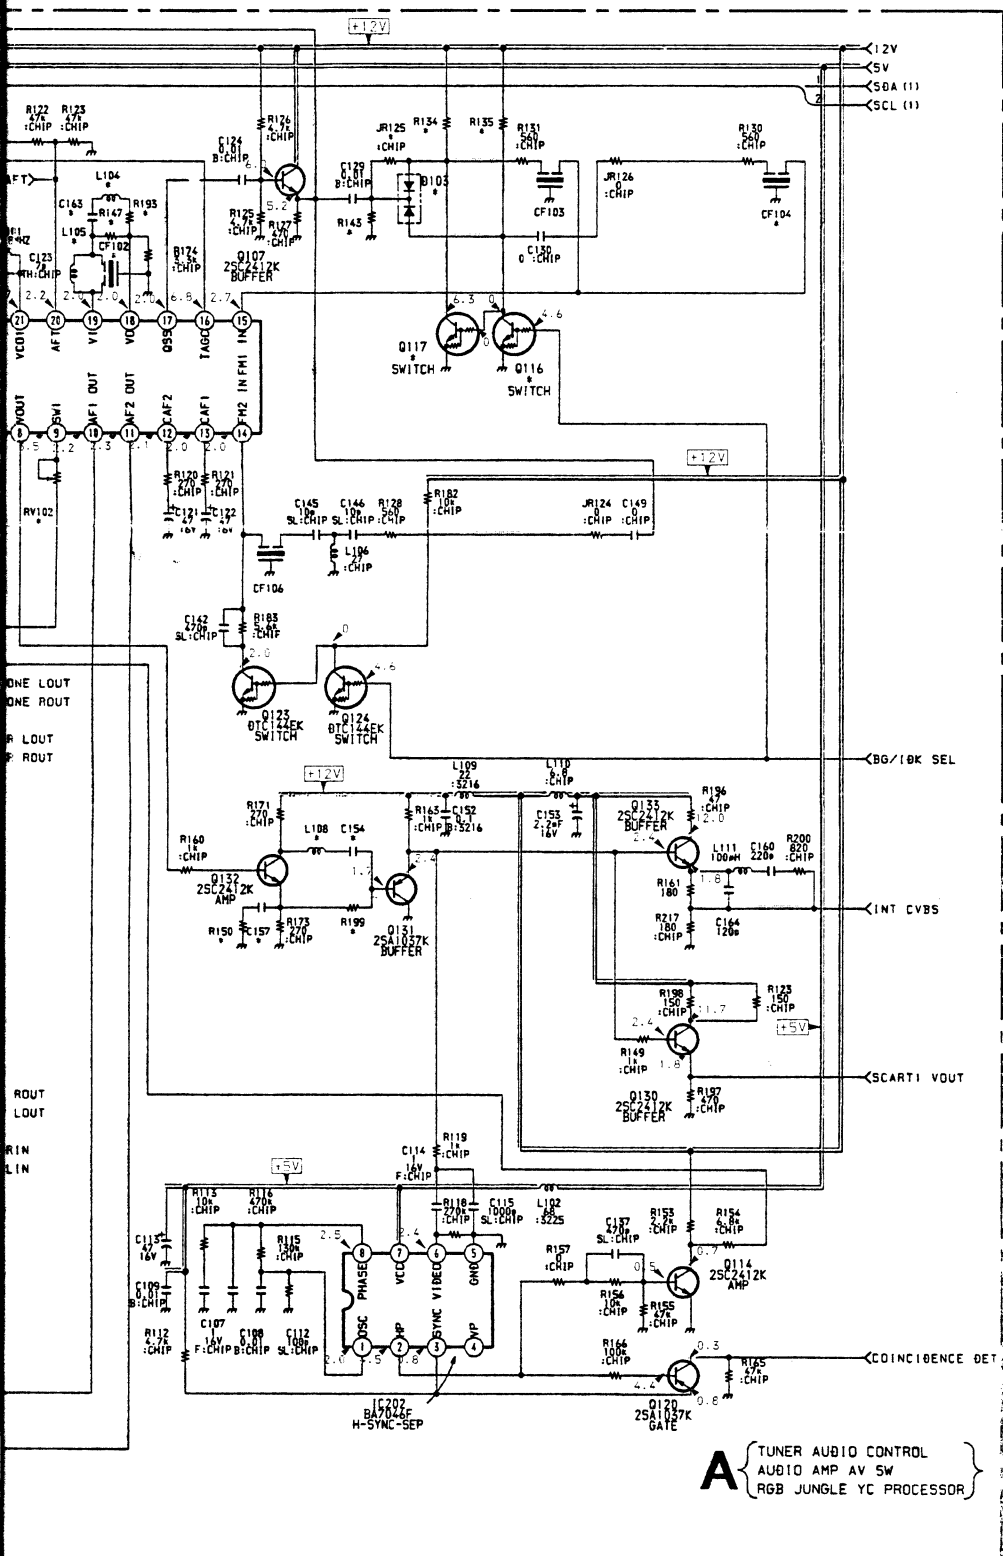 +12V
12V
5V
SDA (1)
SCL (1)
1
2
R122
47k
:CHIP
R123
47k
:CHIP
AFT
R126
4.7k
:CHIP
C124
0.01
B:CHIP
5.2
R125
4.7k
:CHIP
R127
470
:CHIP
Q107
2SC2412K
BUFFER
JR125
*
:CHIP
C129
0.01
B:CHIP
R143
*
D103
*
R134
*
R135
*
R131
560
:CHIP
CF103
C130
0 :CHIP
JR126
0
:CHIP
R130
560
:CHIP
CF104
*
L104
*
C163
*
R147
*
R193
L105
*
CF102
*
C123
TH:CHIP
R174
3.3k
:CHIP
2.2
2.0
2.0
2.0
6.8
2.7
21
20
19
18
17
16
15
VCO1
AFT
VI
VO
QSS
TAGC
FM1 IN
VOUT
SW1
AF1 OUT
AF2 OUT
CAF2
CAF1
FM2 IN
8
9
10
11
12
13
14
2.0
2.0
6.3
0
0
4.6
Q117
*
SWITCH
Q116
*
SWITCH
+12V
RV102
*
R120
270
:CHIP
R121
270
:CHIP
C121
47
16V
C122
47
16V
C145
10p
SL:CHIP
C146
10p
SL:CHIP
R128
560
:CHIP
R182
10k
:CHIP
JR124
0
:CHIP
C149
0
:CHIP
L106
27
:CHIP
CF106
C142
470p
SL:CHIP
R183
5.6k
:CHIP
2.0
0
4.6
Q123
DTC144EK
SWITCH
Q124
DTC144EK
SWITCH
ONE LOUT
ONE ROUT
R LOUT
R ROUT
BG/IDK SEL
+12V
R171
270
:CHIP
L108
*
C154
*
R160
1k
:CHIP
Q132
2SC2412K
AMP
R150
*
C157
*
R173
270
:CHIP
R199
*
1.7
2.4
Q131
2SA1037K
BUFFER
R163
1k
:CHIP
C152
0.1
B:3216
L109
22
:3216
L110
6.8
:CHIP
C153
2.2mF
16V
Q133
2SC2412K
BUFFER
R196
47
:CHIP
12.0
2.4
1.8
L111
100μH
C160
220p
R200
820
:CHIP
R161
180
R217
180
:CHIP
C164
120p
INT CVBS
R198
150
:CHIP
R123
150
:CHIP
11.7
2.4
1.8
+5V
R149
1k
:CHIP
Q130
2SC2412K
BUFFER
R197
470
:CHIP
SCART1 VOUT
ROUT
LOUT
RIN
LIN
+5V
C114
1
16V
F:CHIP
R119
1k
:CHIP
R118
270k
:CHIP
C115
1000p
SL:CHIP
L102
68
:3225
R113
10k
:CHIP
R116
470k
:CHIP
R115
130k
:CHIP
C113
47
16V
C109
0.01
B:CHIP
R112
4.7k
:CHIP
C107
1
16V
F:CHIP
C108
0.01
B:CHIP
C112
100p
SL:CHIP
2.5
2.4
8
7
6
5
PHASE
VCC
VIDEO
GND
OSC
HP
SYNC
VP
1
2
3
4
2.0
4.5
0.8
IC202
BA7046F
H-SYNC-SEP
R157
0
:CHIP
C137
470p
SL:CHIP
R153
2.2k
:CHIP
R154
6.8k
:CHIP
0.7
0.5
Q114
2SC2412K
AMP
R156
10k
:CHIP
R155
47k
:CHIP
R166
100k
:CHIP
4.4
0.3
0.8
R165
47k
:CHIP
Q120
2SA1037K
GATE
COINCIDENCE DET
A
TUNER AUDIO CONTROL
AUDIO AMP AV SW
RGB JUNGLE YC PROCESSOR